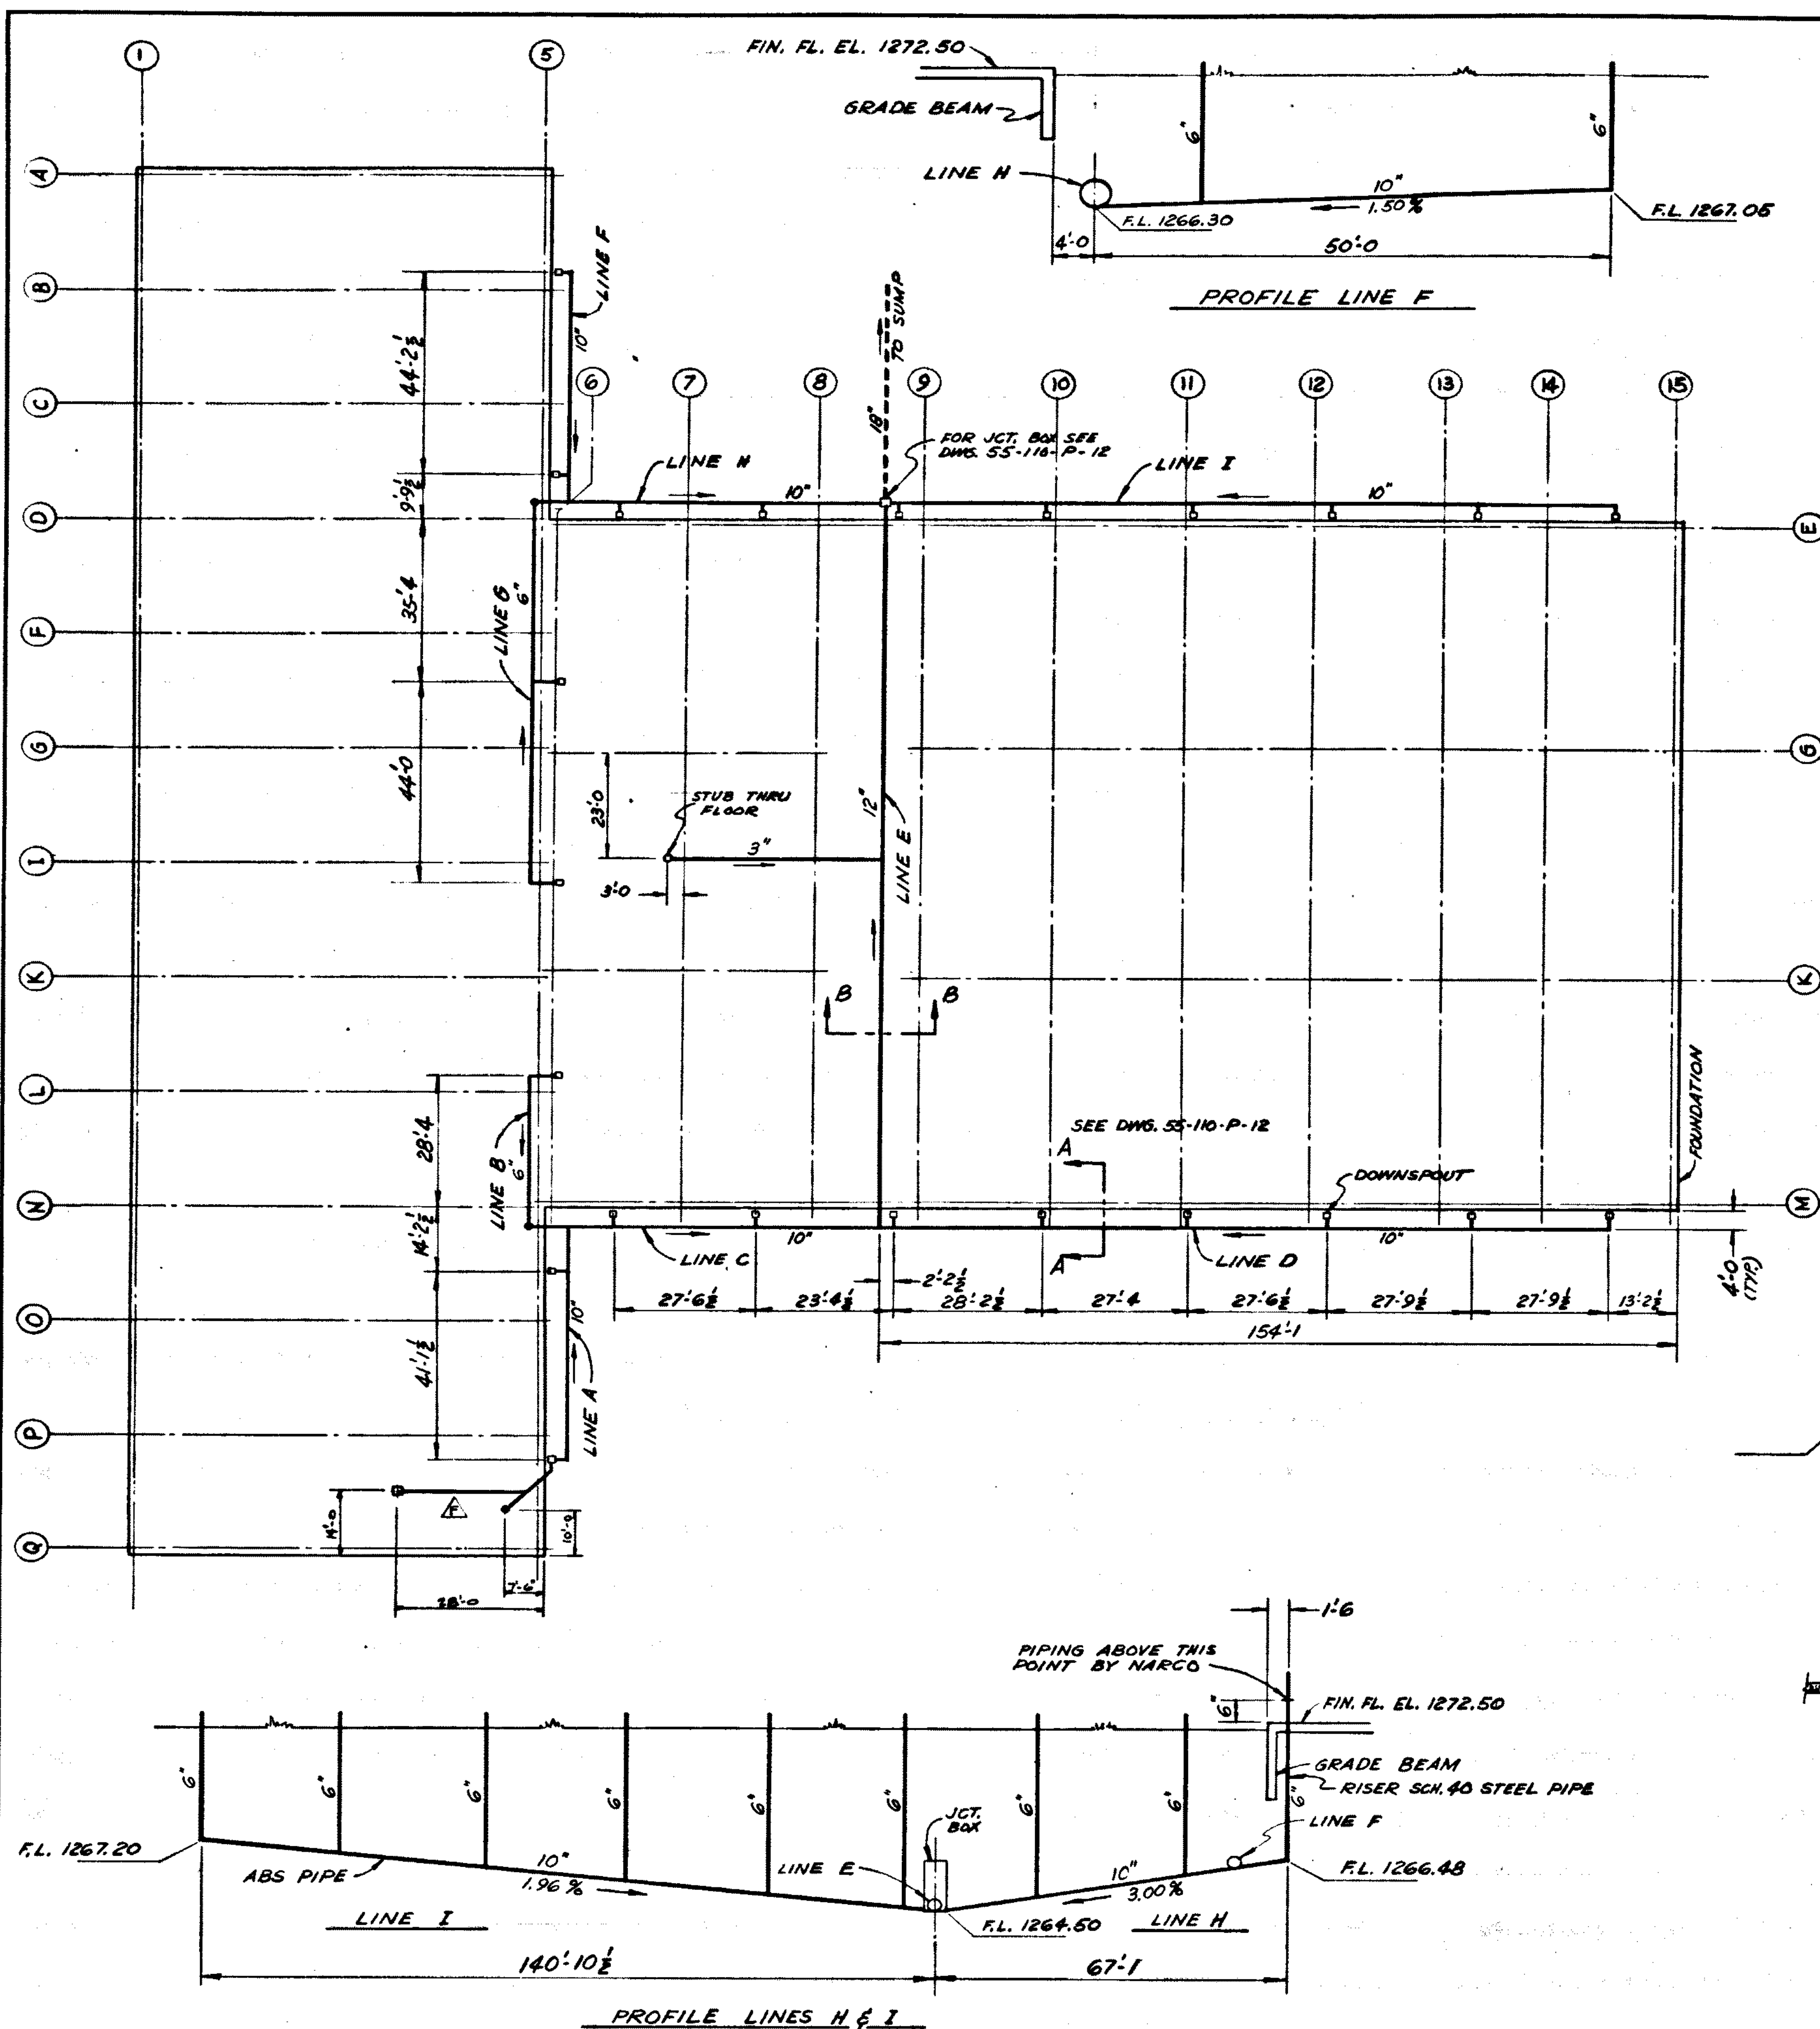 1
5
FIN. FL. EL. 1272.50
GRADE BEAM
LINE H
6"
6"
10"
1.50%
F.L. 1266.30
F.L. 1267.05
4'-0
50'-0
PROFILE LINE F
A
B
C
D
F
G
I
K
L
N
O
P
Q
LINE F
10"
44'-2½
9'-9½
35'-4
44'-0
6
7
8
9
10
11
12
13
14
15
18"
TO SUMP
FOR JCT. BOX SEE
DWG. 55-110-P-12
LINE H
10"
LINE I
10"
E
LINE G
6"
G
23'-0
STUB THRU
FLOOR
3"
3'-0
12"
LINE E
K
B
B
28'-4
LINE B
6"
14'-2½
41'-1½
SEE DWG. 55-110-P-12
A
A
DOWNSPOUT
FOUNDATION
M
LINE C
10"
LINE D
10"
4'-0
(TYP.)
27'-6½
23'-4½
2'-2½
28'-2½
27'-4
27'-6½
27'-9½
27'-9½
13'-2½
154'-1
10"
LINE A
F
14'-0
10'-0
7'-6"
28'-0
1'-6
PIPING ABOVE THIS
POINT BY NARCO
6"
FIN. FL. EL. 1272.50
GRADE BEAM
RISER SCH. 40 STEEL PIPE
6"
LINE F
6"
6"
6"
6"
6"
6"
6"
6"
JCT.
BOX
F.L. 1267.20
ABS PIPE
10"
1.96%
LINE E
10"
3.00%
F.L. 1266.48
LINE I
F.L. 1264.50
LINE H
140'-10½
67'-1
PROFILE LINES H & I